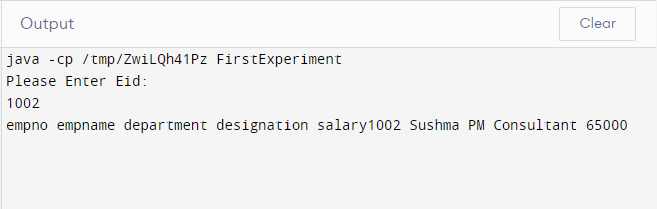 Output
Clear
java -cp /tmp/ZwiLQh41Pz FirstExperiment
Please Enter Eid:
1002
empno empname department designation salary1002 Sushma PM Consultant 65000